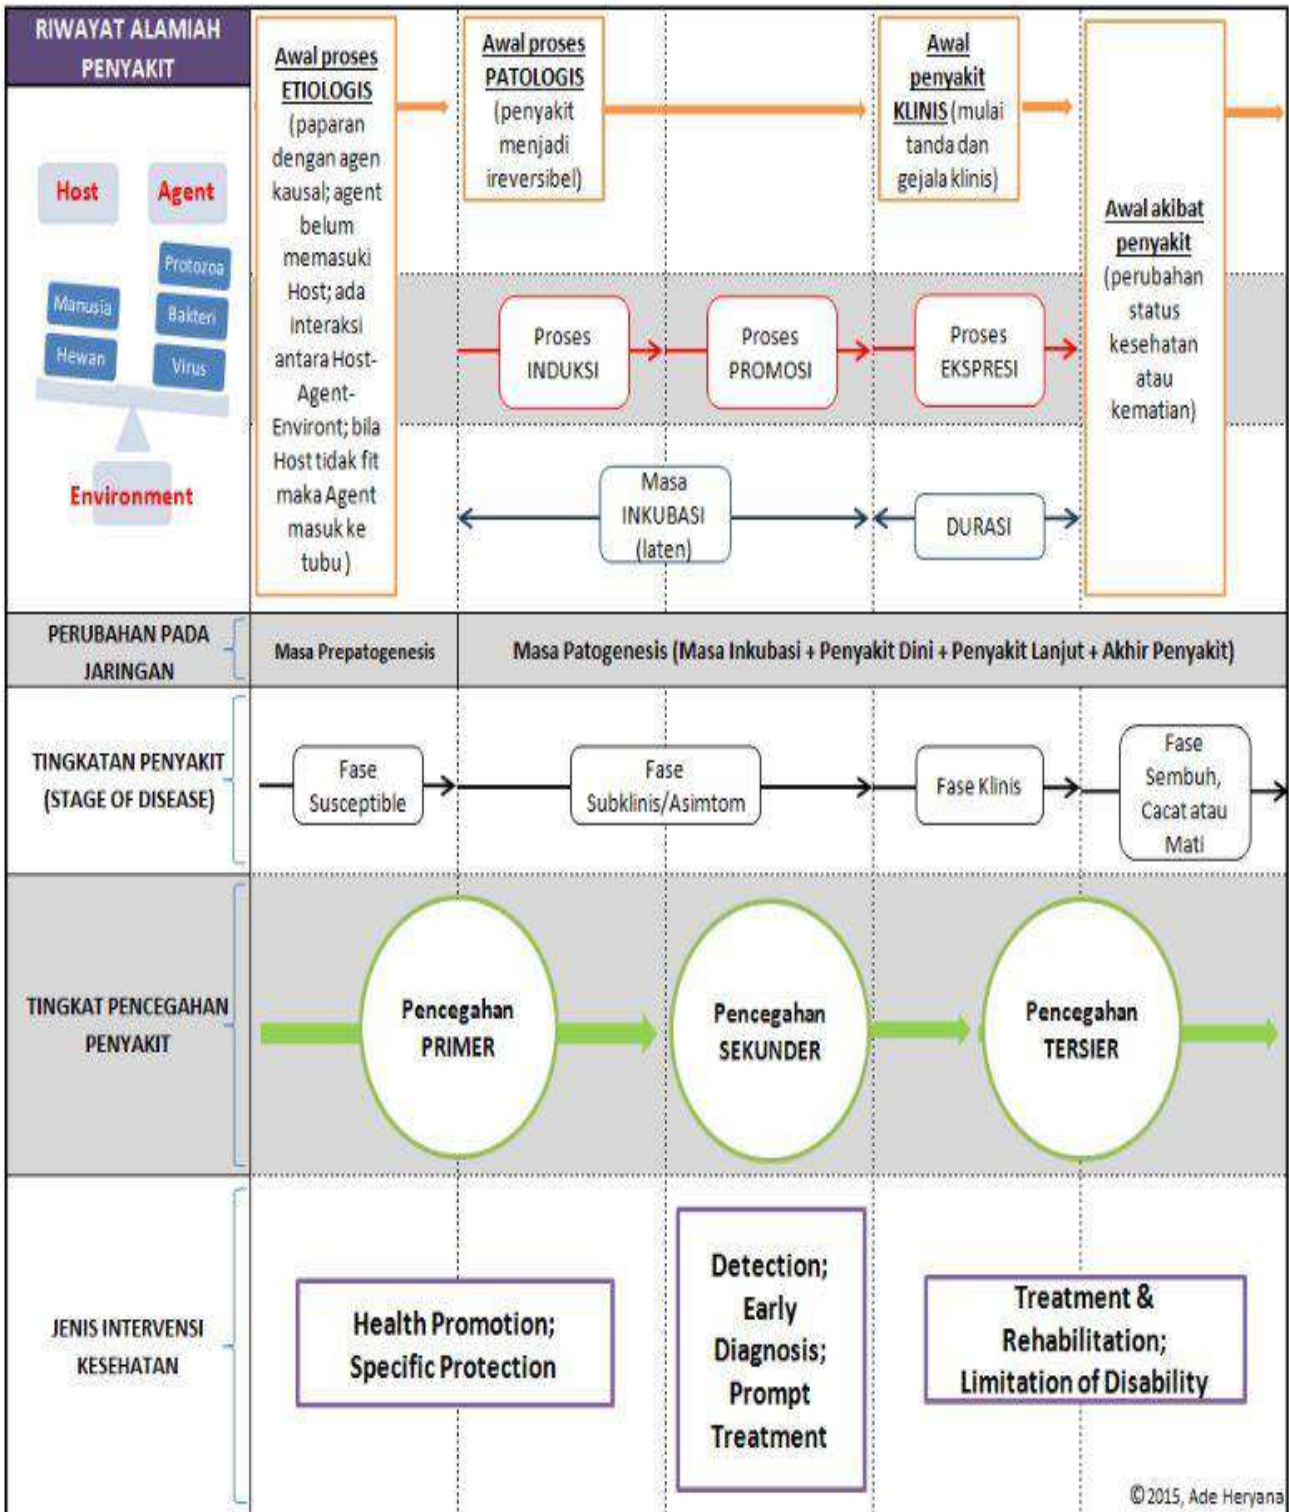 RIWAYAT ALAMIAH
PENYAKIT
Host
Agent
Protozoa
Manusia
Bakteri
Hewan
Virus
Environment
Awal proses
ETIOLOGIS
(paparan
dengan agen
kausal; agent
belum
memasuki
Host; ada
interaksi
antara Host-
Agent-
Environt; bila
Host tidak fit
maka Agent
masuk ke
tubu)
Awal proses
PATOLOGIS
(penyakit
menjadi
ireversibel)
Awal
penyakit
KLINIS (mulai
tanda dan
gejala klinis)
Awal akibat
penyakit
(perubahan
status
kesehatan
atau
kematian)
Proses
INDUKSI
Proses
PROMOSI
Proses
EKSPRESI
Masa
INKUBASI
(laten)
DURASI
PERUBAHAN PADA
JARINGAN
Masa Prepatogenesis
Masa Patogenesis (Masa Inkubasi + Penyakit Dini + Penyakit Lanjut + Akhir Penyakit)
TINGKATAN PENYAKIT
(STAGE OF DISEASE)
Fase
Susceptible
Fase
Subklinis/Asimtom
Fase Klinis
Fase
Sembuh,
Cacat atau
Mati
TINGKAT PENCEGAHAN
PENYAKIT
Pencegahan
PRIMER
Pencegahan
SEKUNDER
Pencegahan
TERSIER
JENIS INTERVENSI
KESEHATAN
Health Promotion;
Specific Protection
Detection;
Early
Diagnosis;
Prompt
Treatment
Treatment &
Rehabilitation;
Limitation of Disability
© 2015, Ade Heryana